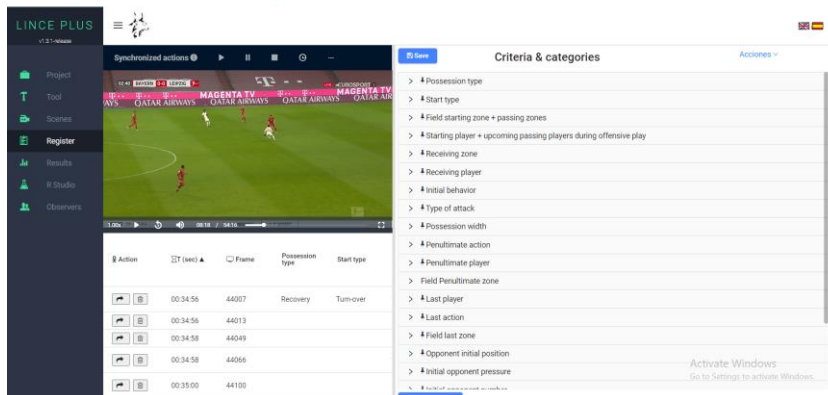 LINCE PLUS
v1.3.1-release
Project
Tool
Scenes
Register
Results
R Studio
Observers
Synchronized actions
BAYERN
LEIPZIG
EUROSPORT
MAGENTA TV
MAGENTA TV
QATAR AIRWAYS
QATAR AIRWAYS
QATAR AIRWAYS
1.00x
08:18 / 54:16
Action
T (sec) ▲
Frame
Possession type
Start type
00:34:56 44007 Recovery Turn-over
00:34:56 44013
00:34:58 44049
00:34:58 44066
00:35:00 44100
Save
Criteria & categories
Acciones
Possession type
Start type
Field starting zone + passing zones
Starting player + upcoming passing players during offensive play
Receiving zone
Receiving player
Initial behavior
Type of attack
Possession width
Penultimate action
Penultimate player
Field Penultimate zone
Last player
Last action
Field last zone
Opponent initial position
Initial opponent pressure
Initial opponent number
Activate Windows
Go to Settings to activate Windows.